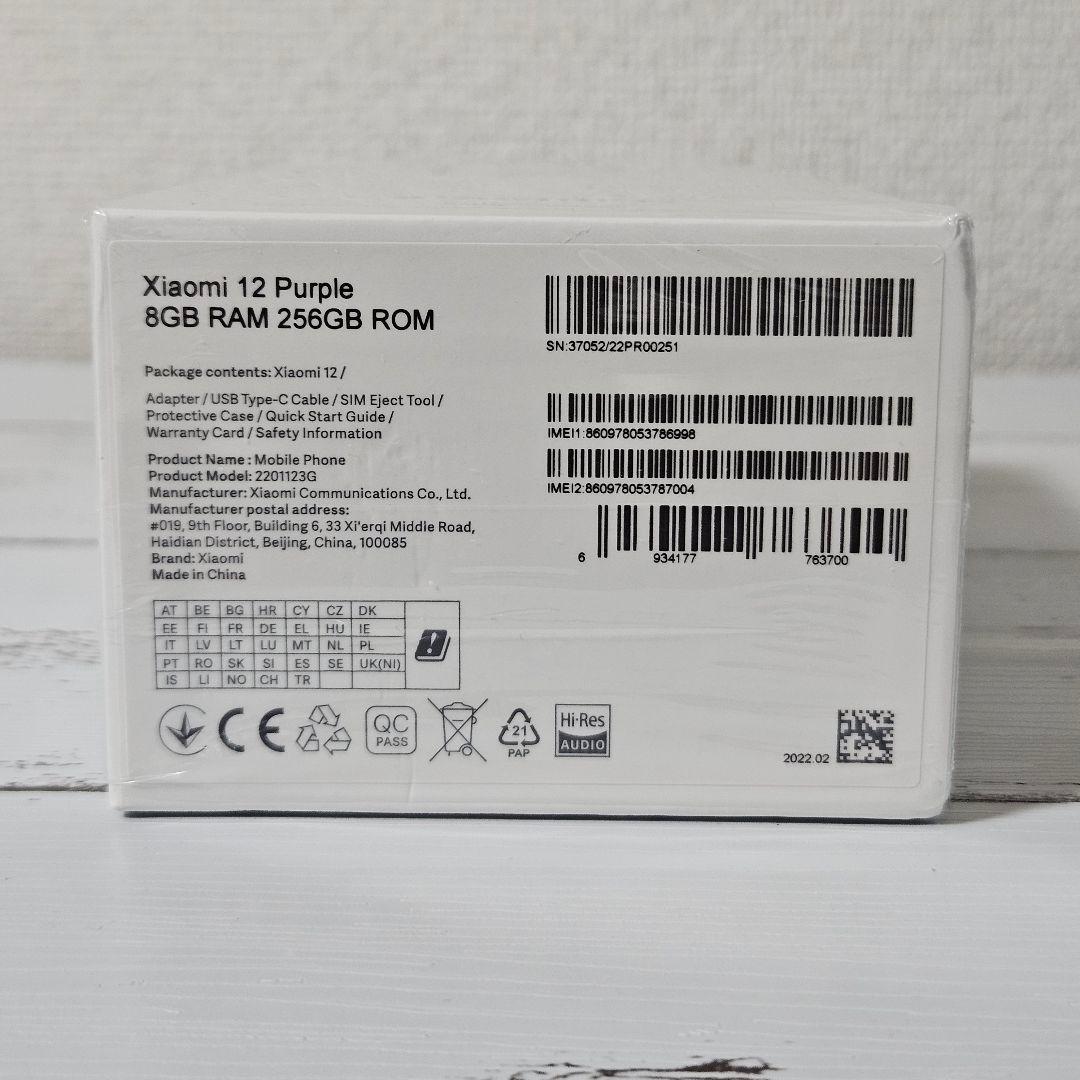 Xiaomi 12 Purple
8GB RAM 256GB ROM
Package contents: Xiaomi 12 /
Adapter / USB Type-C Cable / SIM Eject Tool /
Protective Case / Quick Start Guide /
Warranty Card / Safety Information
Product Name : Mobile Phone
Product Model: 2201123G
Manufacturer: Xiaomi Communications Co., Ltd.
Manufacturer postal address:
#019, 9th Floor, Building 6, 33 Xi'erqi Middle Road,
Haidian District, Beijing, China, 100085
Brand: Xiaomi
Made in China
SN:37052/22PR00251
IMEI1:860978053786998
IMEI2:860978053787004
6 934177 763700
AT BE BG HR CY CZ DK
EE FI FR DE EL HU IE
IT LV LT LU MT NL PL
PT RO SK SI ES SE UK(NI)
IS LI NO CH TR
CE
QC
PASS
21
PAP
Hi-Res
AUDIO
2022.02